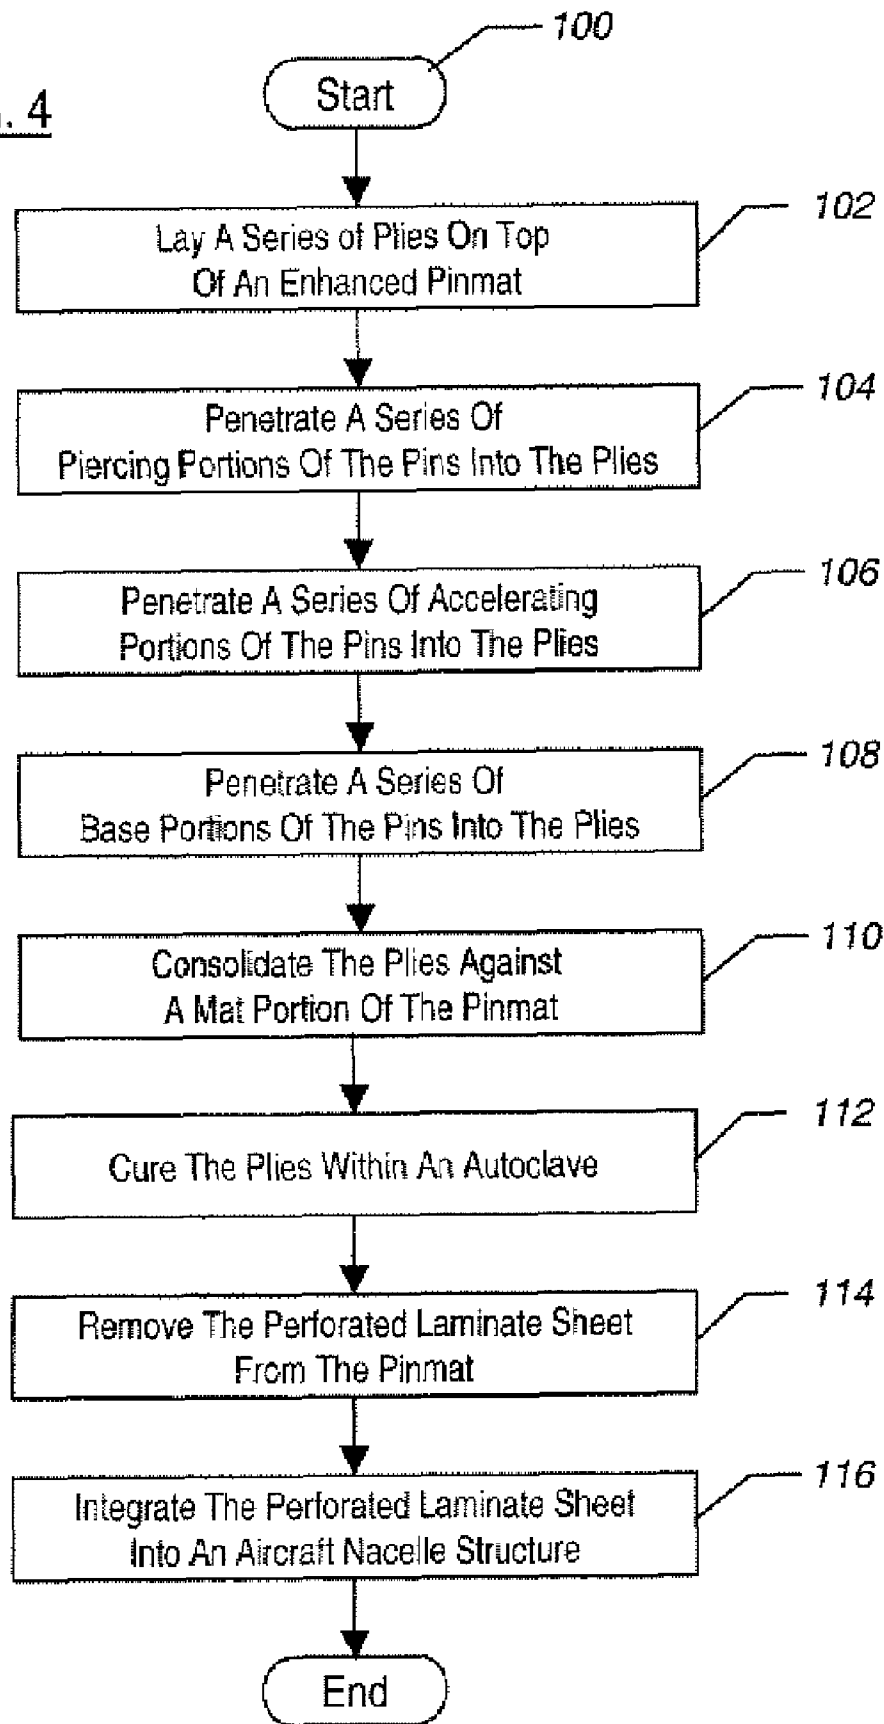 . 4
100
Start
102
Lay A Series of Plies On Top
Of An Enhanced Pinmat
104
Penetrate A Series Of
Piercing Portions Of The Pins Into The Plies
106
Penetrate A Series Of Accelerating
Portions Of The Pins Into The Plies
108
Penetrate A Series Of
Base Portions Of The Pins Into The Plies
110
Consolidate The Plies Against
A Mat Portion Of The Pinmat
112
Cure The Plies Within An Autoclave
114
Remove The Perforated Laminate Sheet
From The Pinmat
116
Integrate The Perforated Laminate Sheet
Into An Aircraft Nacelle Structure
End